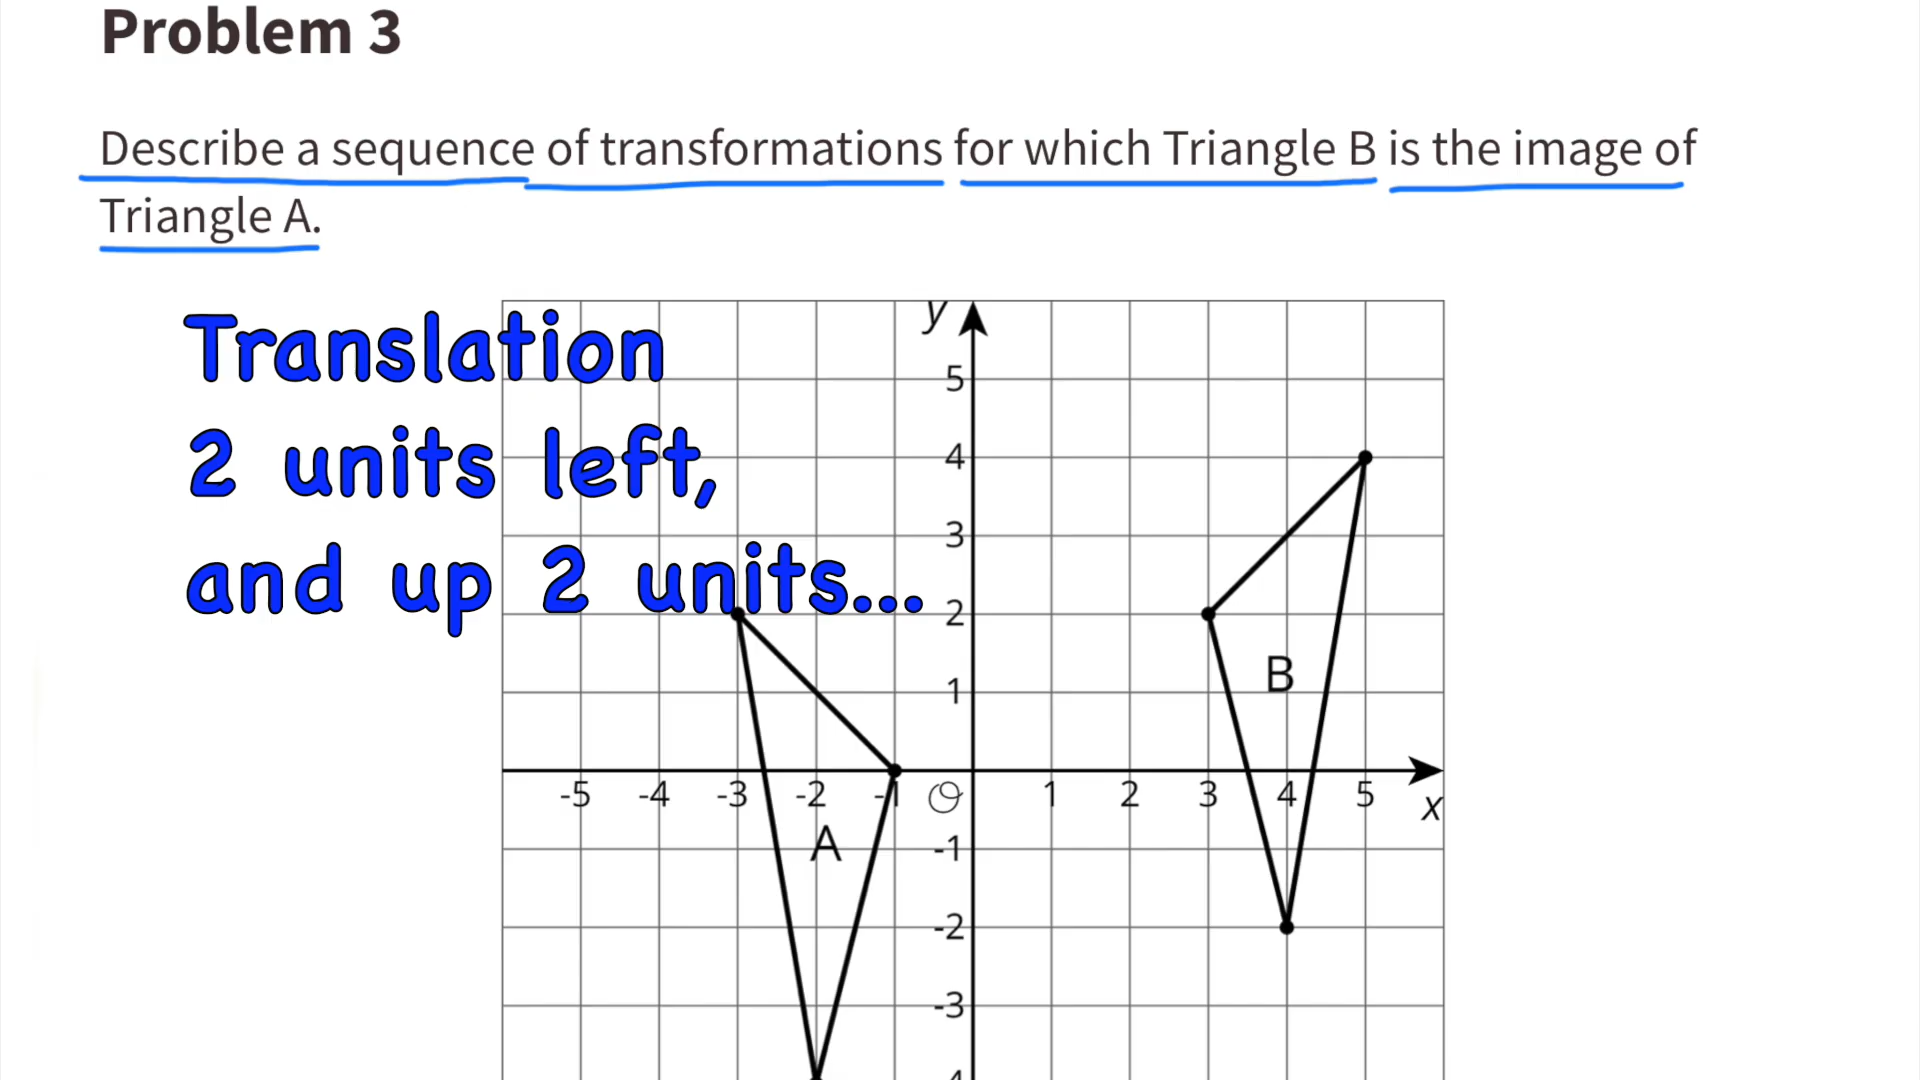 Problem 3
Describe a sequence of transformations for which Triangle B is the image of
Triangle A.
Translation
2 units left,
and up 2 units...
y
5
4
3
2
1
B
-5 -4 -3 -2 -1 O 1 2 3 4 5 x
A
-1
-2
-3